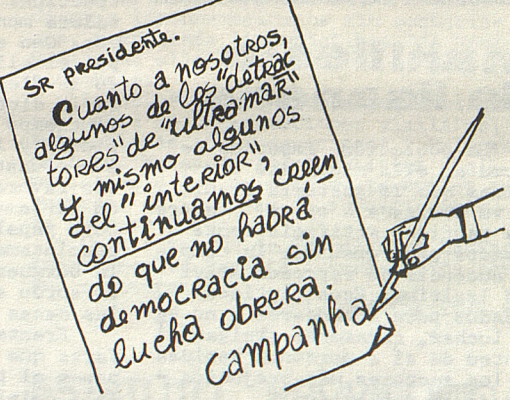 SR presidente.
Cuanto a nosotros,
algunos de los "detrac
tores" de "ultramar"
y mismo algunos
del "interior",
continuamos creen
do que no habrá
democracia sin
lucha obrera.
Campanha